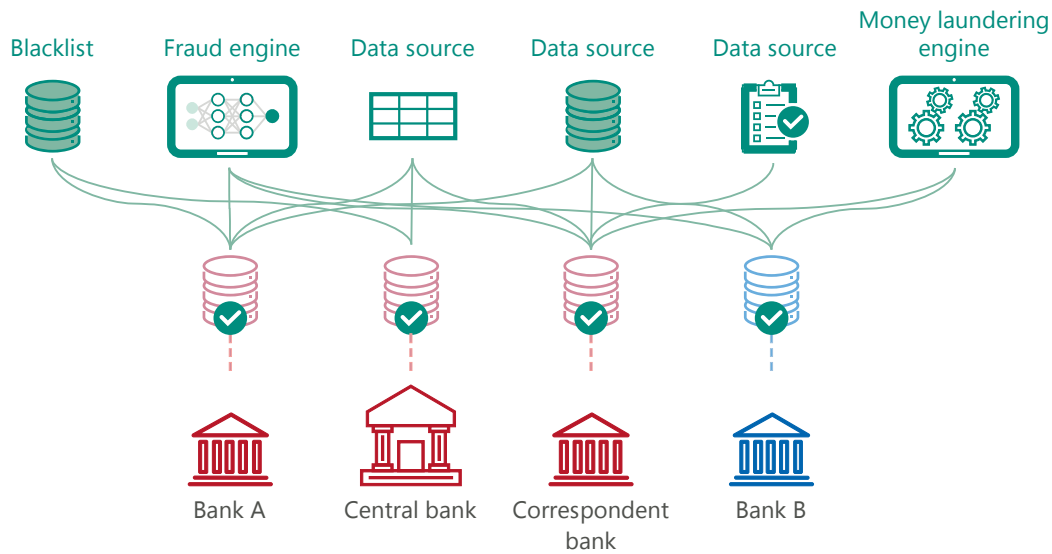 Blacklist
Fraud engine
Data source
Data source
Data source
Money laundering
engine
Bank A
Central bank
Correspondent
bank
Bank B